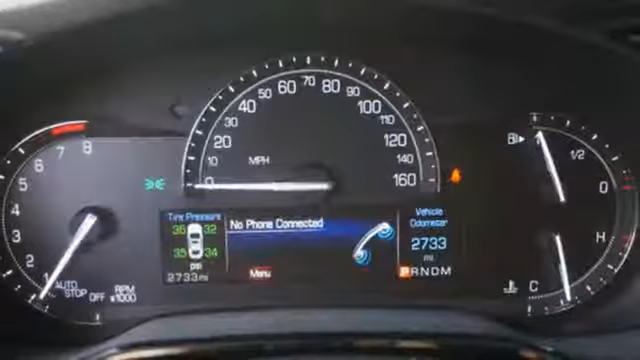 8
7
6
5
4
3
2
1
AUTO
STOP
OFF
RPM
x1000
0
10
20
30
40
50
60
70
80
90
100
110
120
140
160
MPH
Tire Pressure
36 32
35 34
psi
2733 mi
No Phone Connected
Menu
Vehicle
Odometer
2733
mi
PRNDM
1/2
0
H
C